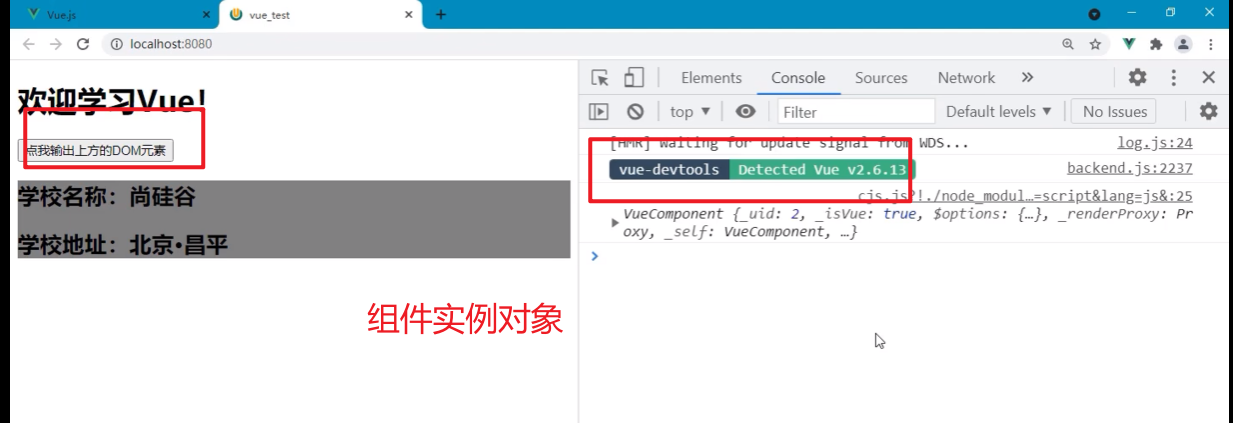 Vue.js
vue_test
localhost:8080
欢迎学习Vue!
点我输出上方的DOM元素
学校名称：尚硅谷
学校地址：北京·昌平
组件实例对象
Elements Console Sources Network
top Filter Default levels No Issues
[HMR] Waiting for update signal from WDS... log.js:24
vue-devtools Detected Vue v2.6.13 backend.js:2237
cjs.js?!./node_modul…=script&lang=js&:25
VueComponent {_uid: 2, _isVue: true, $options: {…}, _renderProxy: Pr
oxy, _self: VueComponent, …}